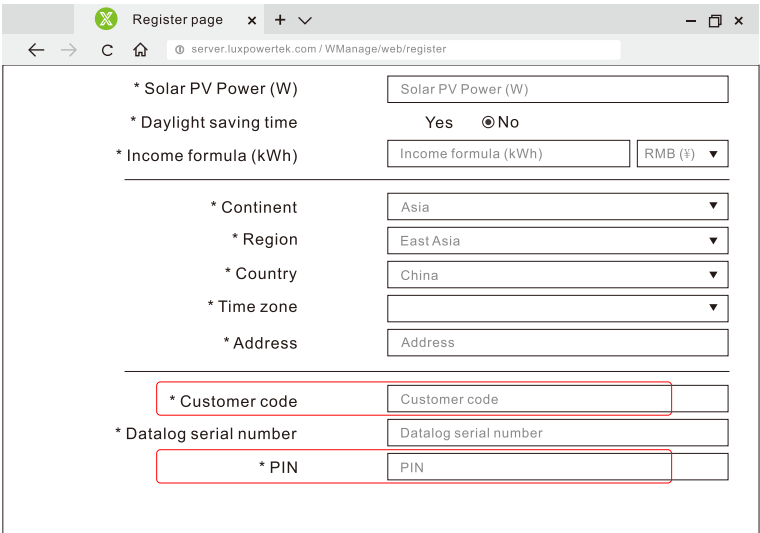 Register page
server.luxpowertek.com / WManage/web/register
* Solar PV Power (W) Solar PV Power (W)
* Daylight saving time Yes No
* Income formula (kWh) Income formula (kWh) RMB (¥)
* Continent Asia
* Region East Asia
* Country China
* Time zone
* Address Address
* Customer code Customer code
* Datalog serial number Datalog serial number
* PIN PIN